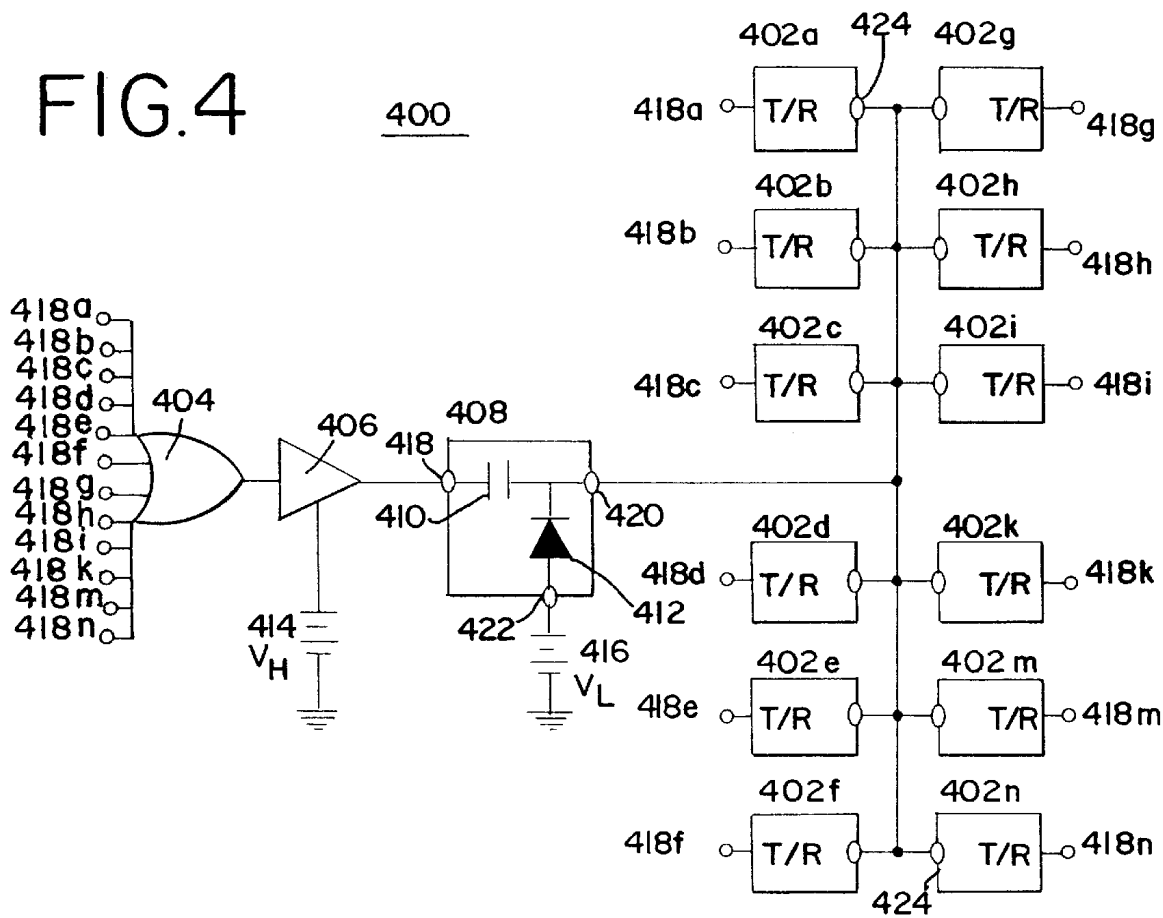 FIG.4
400
402a
424
402g
418a
T/R
T/R
418g
402b
402h
418b
T/R
T/R
418h
402c
402i
418c
T/R
T/R
418i
418a
418b
418c
418d
418e
418f
418g
418h
418i
418k
418m
418n
404
406
408
418
410
420
412
422
414
VH
416
VL
402d
402k
418d
T/R
T/R
418k
402e
402m
418e
T/R
T/R
418m
402f
402n
418f
T/R
T/R
418n
424